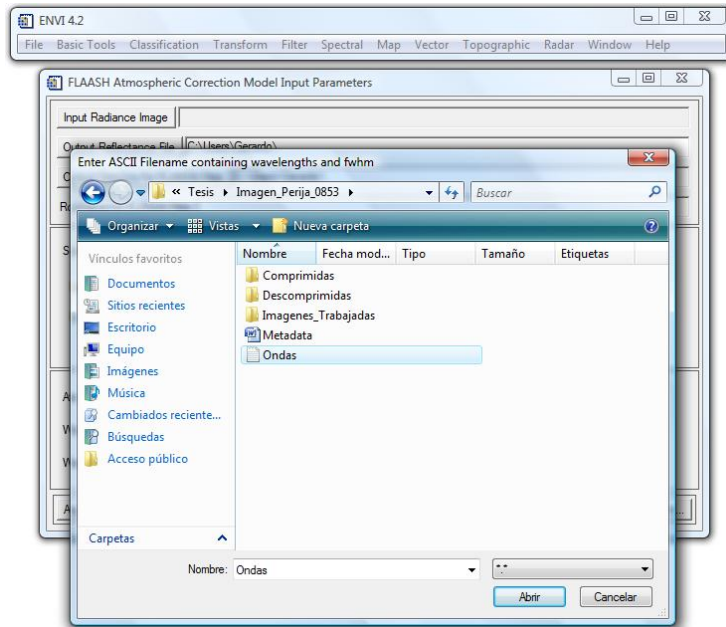 ENVI 4.2
File Basic Tools Classification Transform Filter Spectral Map Vector Topographic Radar Window Help
FLAASH Atmospheric Correction Model Input Parameters
Input Radiance Image
Output Reflectance File C:\Users\Gerardo\
Enter ASCII Filename containing wavelengths and fwhm
« Tesis Imagen_Perija_0853
Buscar
Organizar Vistas Nueva carpeta
Vínculos favoritos
Documentos
Sitios recientes
Escritorio
Equipo
Imágenes
Música
Cambiados reciente...
Búsquedas
Acceso público
Carpetas
Nombre Fecha mod... Tipo Tamaño Etiquetas
Comprimidas
Descomprimidas
Imagenes_Trabajadas
Metadata
Ondas
Nombre: Ondas
*.*
Abrir Cancelar